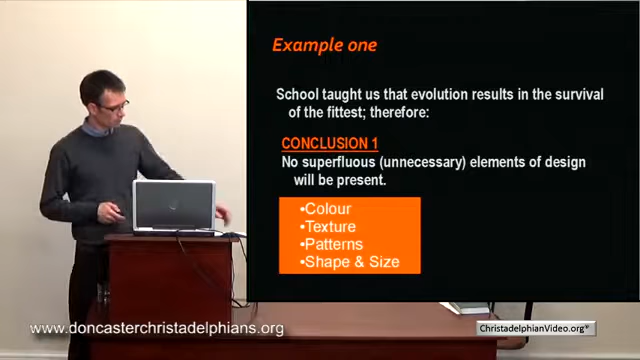 Example one
School taught us that evolution results in the survival
of the fittest; therefore:
CONCLUSION 1
No superfluous (unnecessary) elements of design
will be present.
•Colour
•Texture
•Patterns
•Shape & Size
www.doncasterchristadelphians.org
ChristadelphianVideo.org®